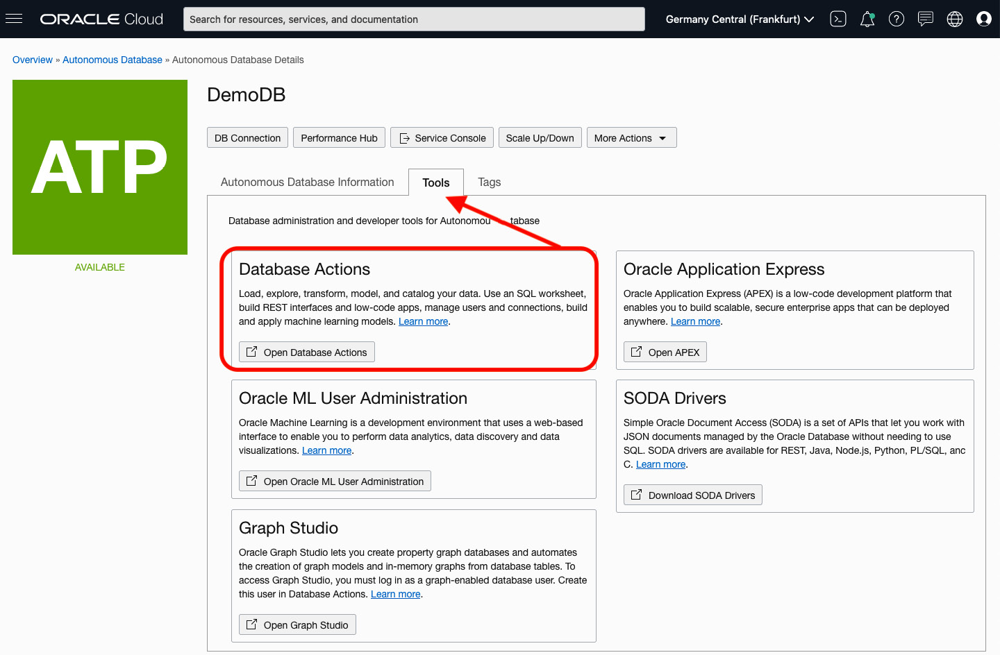 ORACLE Cloud
Search for resources, services, and documentation
Germany Central (Frankfurt)
Overview » Autonomous Database » Autonomous Database Details
ATP
AVAILABLE
DemoDB
DB Connection
Performance Hub
Service Console
Scale Up/Down
More Actions
Autonomous Database Information
Tools
Tags
Database administration and developer tools for Autonomou tabase
Database Actions
Load, explore, transform, model, and catalog your data. Use an SQL worksheet,
build REST interfaces and low-code apps, manage users and connections, build
and apply machine learning models. Learn more.
Open Database Actions
Oracle Application Express
Oracle Application Express (APEX) is a low-code development platform that
enables you to build scalable, secure enterprise apps that can be deployed
anywhere. Learn more.
Open APEX
Oracle ML User Administration
Oracle Machine Learning is a development environment that uses a web-based
interface to enable you to perform data analytics, data discovery and data
visualizations. Learn more.
Open Oracle ML User Administration
SODA Drivers
Simple Oracle Document Access (SODA) is a set of APIs that let you work with
JSON documents managed by the Oracle Database without needing to use
SQL. SODA drivers are available for REST, Java, Node.js, Python, PL/SQL, anc
C. Learn more.
Download SODA Drivers
Graph Studio
Oracle Graph Studio lets you create property graph databases and automates
the creation of graph models and in-memory graphs from database tables. To
access Graph Studio, you must log in as a graph-enabled database user. Create
this user in Database Actions. Learn more.
Open Graph Studio